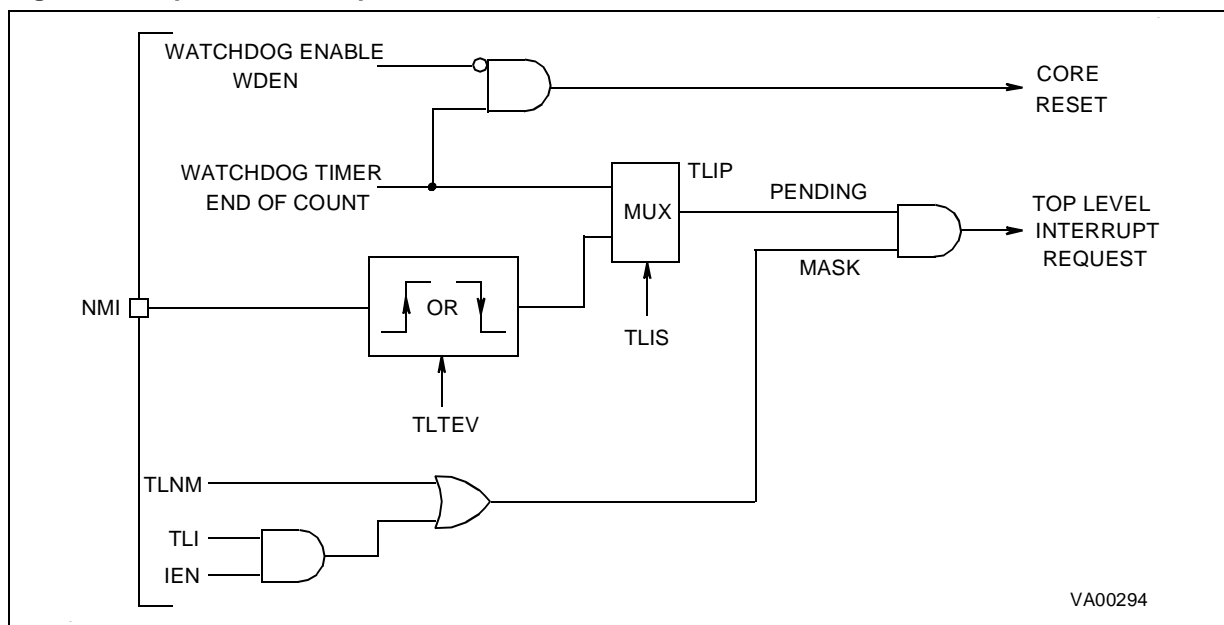 WATCHDOG ENABLE
WDEN
CORE
RESET
WATCHDOG TIMER
END OF COUNT
TLIP
MUX
PENDING
MASK
TOP LEVEL
INTERRUPT
REQUEST
NMI
OR
TLIS
TLTEV
TLNM
TLI
IEN
VA00294